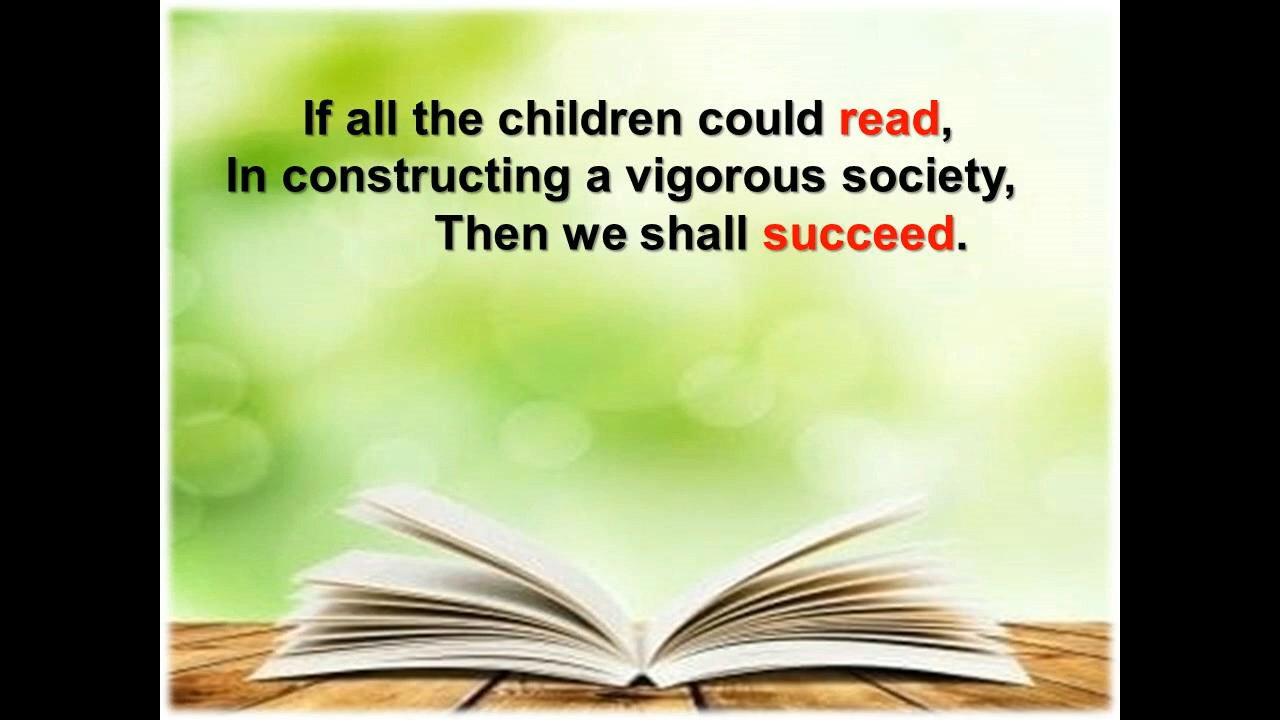 If all the children could read,
In constructing a vigorous society,
Then we shall succeed.